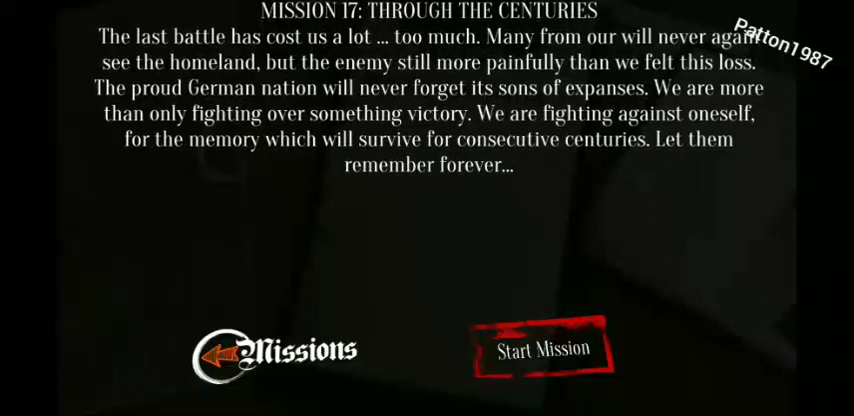 MISSION 17: THROUGH THE CENTURIES
Patton1987
The last battle has cost us a lot ... too much. Many from our will never again
see the homeland, but the enemy still more painfully than we felt this loss.
The proud German nation will never forget its sons of expanses. We are more
than only fighting over something victory. We are fighting against oneself,
for the memory which will survive for consecutive centuries. Let them
remember forever...
Missions
Start Mission